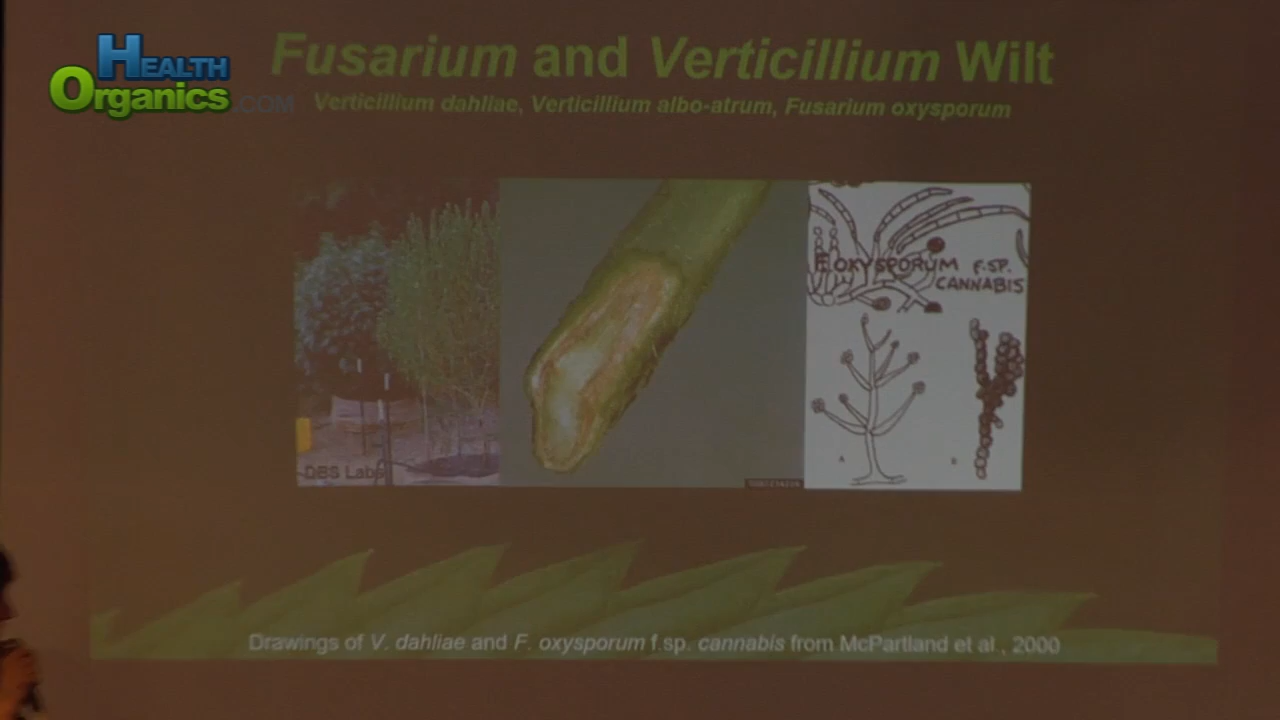 Fusarium and Verticillium Wilt
Health
Organics.COM
Verticillium dahliae, Verticillium albo-atrum, Fusarium oxysporum
F. OXYSPORUM F. SP.
CANNABIS
DBS Labs
A
B
Drawings of V. dahliae and F. oxysporum f.sp. cannabis from McPartland et al., 2000